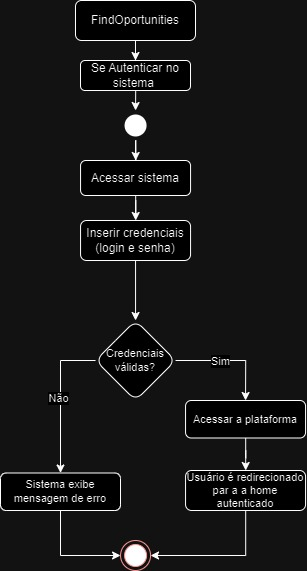 FindOpportunities
Se Autenticar no
sistema
Acessar sistema
Inserir credenciais
(login e senha)
Credenciais
válidas?
Não
Sim
Acessar a plataforma
Sistema exibe
mensagem de erro
Usuário é redirecionado
par a a home
autenticado